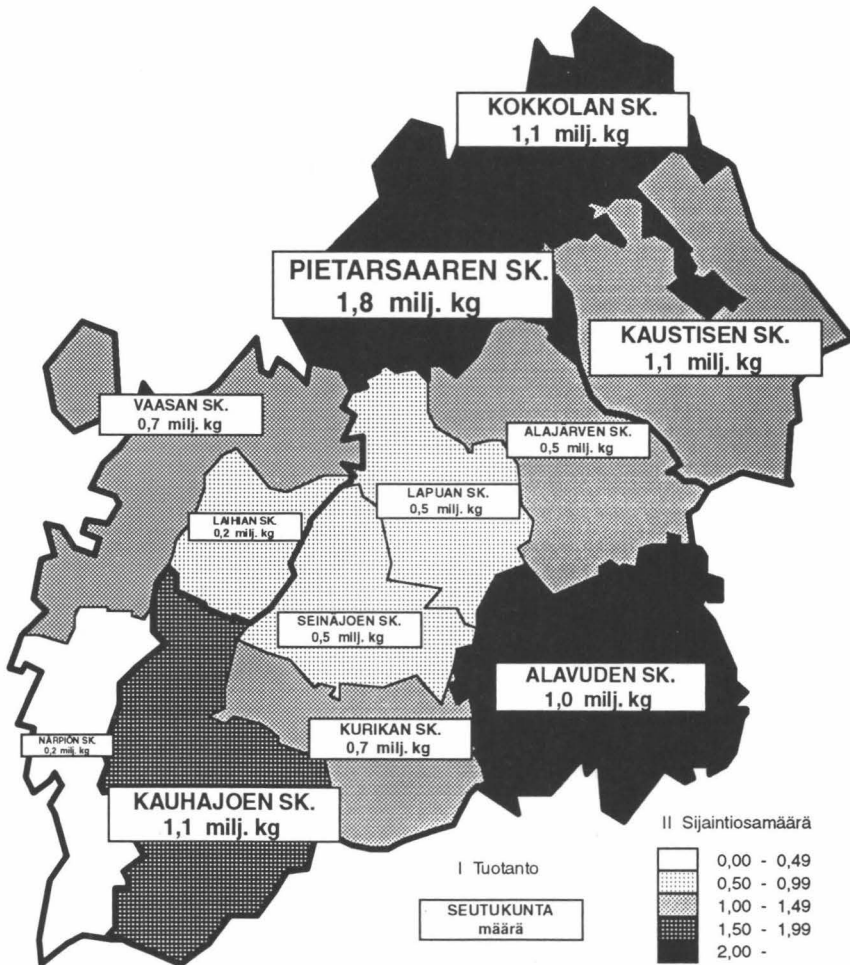 KOKKOLAN SK.
1,1 milj. kg
PIETARSAAREN SK.
1,8 milj. kg
KAUSTISEN SK.
1,1 milj. kg
VAASAN SK.
0,7 milj. kg
ALAJÄRVEN SK.
0,5 milj. kg
LAPUAN SK.
0,5 milj. kg
LAIHIAN SK.
0,2 milj. kg
SEINÄJOEN SK.
0,5 milj. kg
ALAVUDEN SK.
1,0 milj. kg
KURIKAN SK.
0,7 milj. kg
NÄRPIÖN SK.
0,2 milj. kg
KAUHAJOEN SK.
1,1 milj. kg
I Tuotanto
SEUTUKUNTA
määrä
II Sijaintiosamäärä
0,00 - 0,49
0,50 - 0,99
1,00 - 1,49
1,50 - 1,99
2,00 -